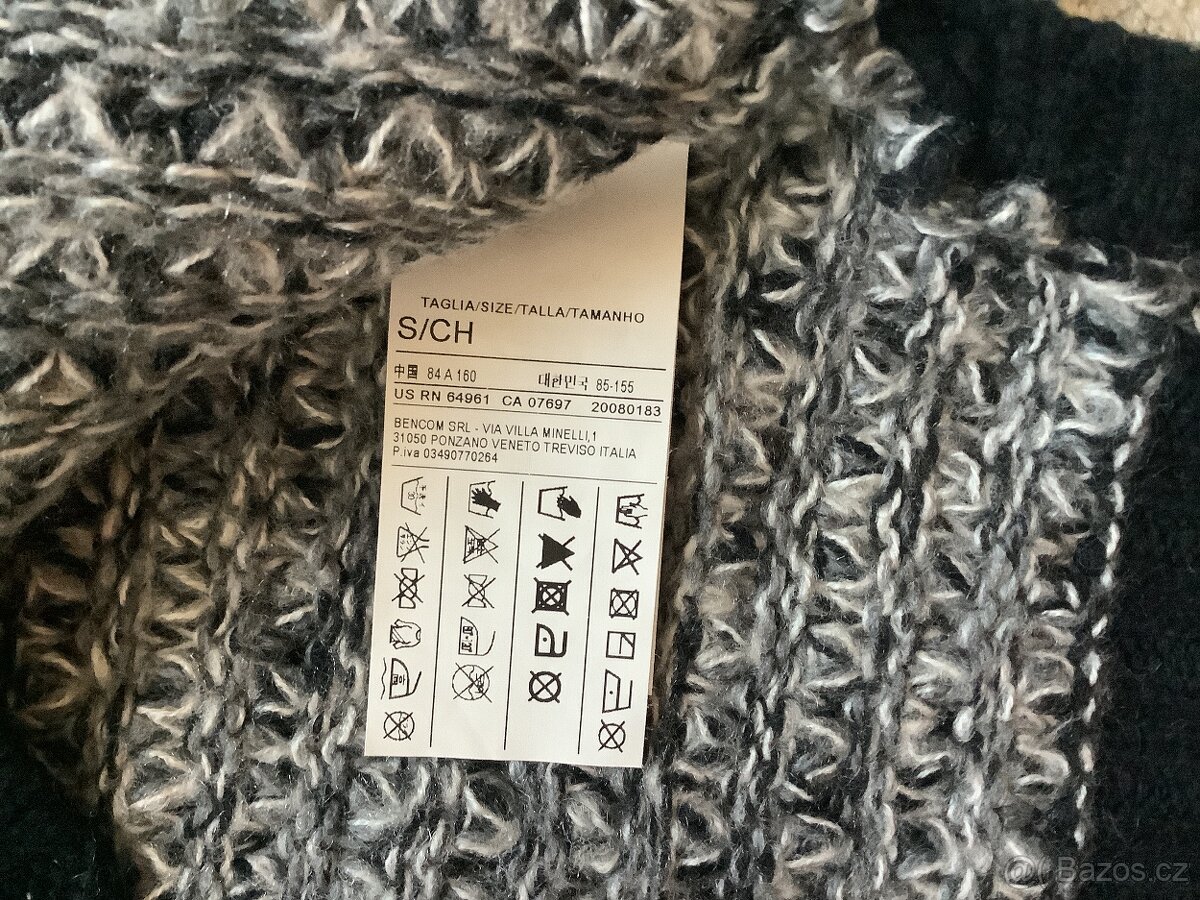 TAGLIA/SIZE/TALLA/TAMANHO
S/CH
中国 84 A 160 대한민국 85-155
US RN 64961 CA 07697 20080183
BENCOM SRL - VIA VILLA MINELLI,1
31050 PONZANO VENETO TREVISO ITALIA
P.iva 03490770264
@ Bazos.cz